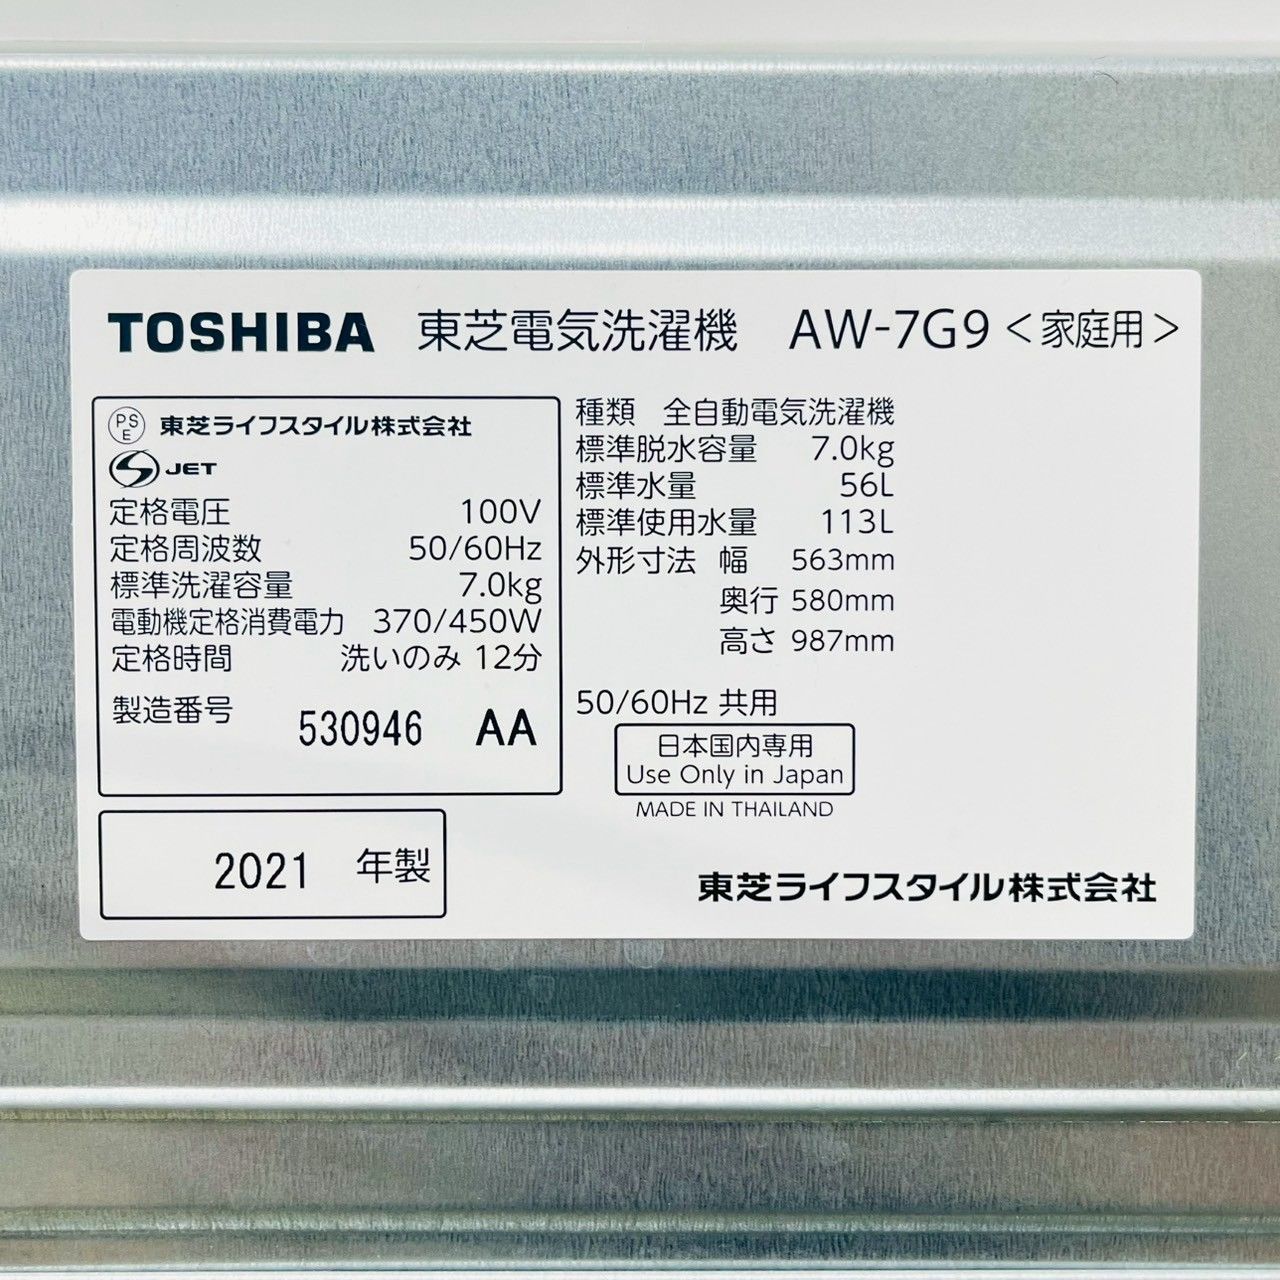 TOSHIBA 東芝電気洗濯機 AW-7G9 <家庭用>
PSE 東芝ライフスタイル株式会社
S JET
定格電圧 100V
定格周波数 50/60Hz
標準洗濯容量 7.0kg
電動機定格消費電力 370/450W
定格時間 洗いのみ 12分
製造番号 530946 AA
2021 年製
種類 全自動電気洗濯機
標準脱水容量 7.0kg
標準水量 56L
標準使用水量 113L
外形寸法 幅 563mm
奥行 580mm
高さ 987mm
50/60Hz 共用
日本国内専用
Use Only in Japan
MADE IN THAILAND
東芝ライフスタイル株式会社